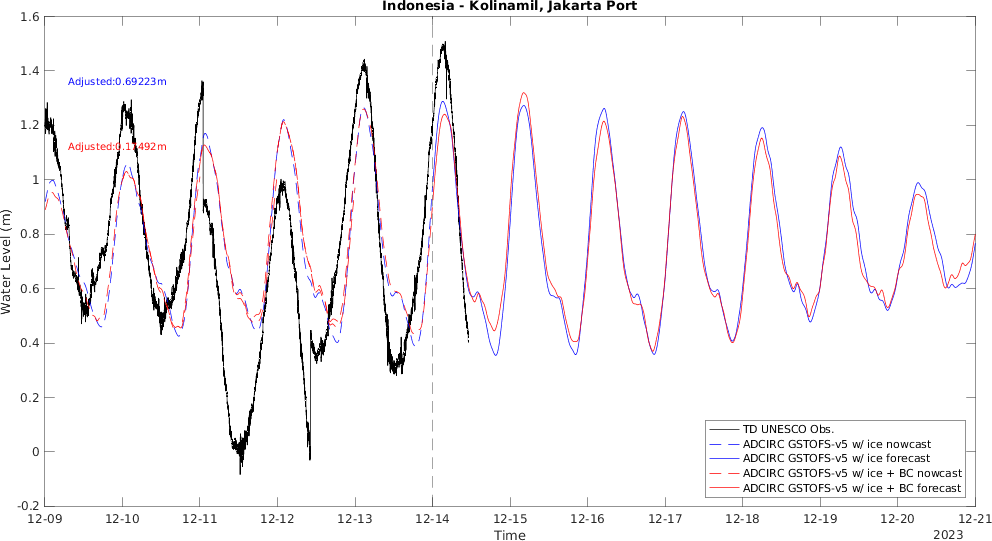 Indonesia - Kolinamil, Jakarta Port
1.6
1.4
1.2
1
0.8
0.6
0.4
0.2
0
-0.2
Water Level (m)
Adjusted:0.69223m
TD UNESCO Obs.
ADCIRC GSTOFS-v5 w/ ice nowcast
ADCIRC GSTOFS-v5 w/ ice forecast
ADCIRC GSTOFS-v5 w/ ice + BC nowcast
ADCIRC GSTOFS-v5 w/ ice + BC forecast
12-09 12-10 12-11 12-12 12-13 12-14 12-15 12-16 12-17 12-18 12-19 12-20 12-21
Time
2023